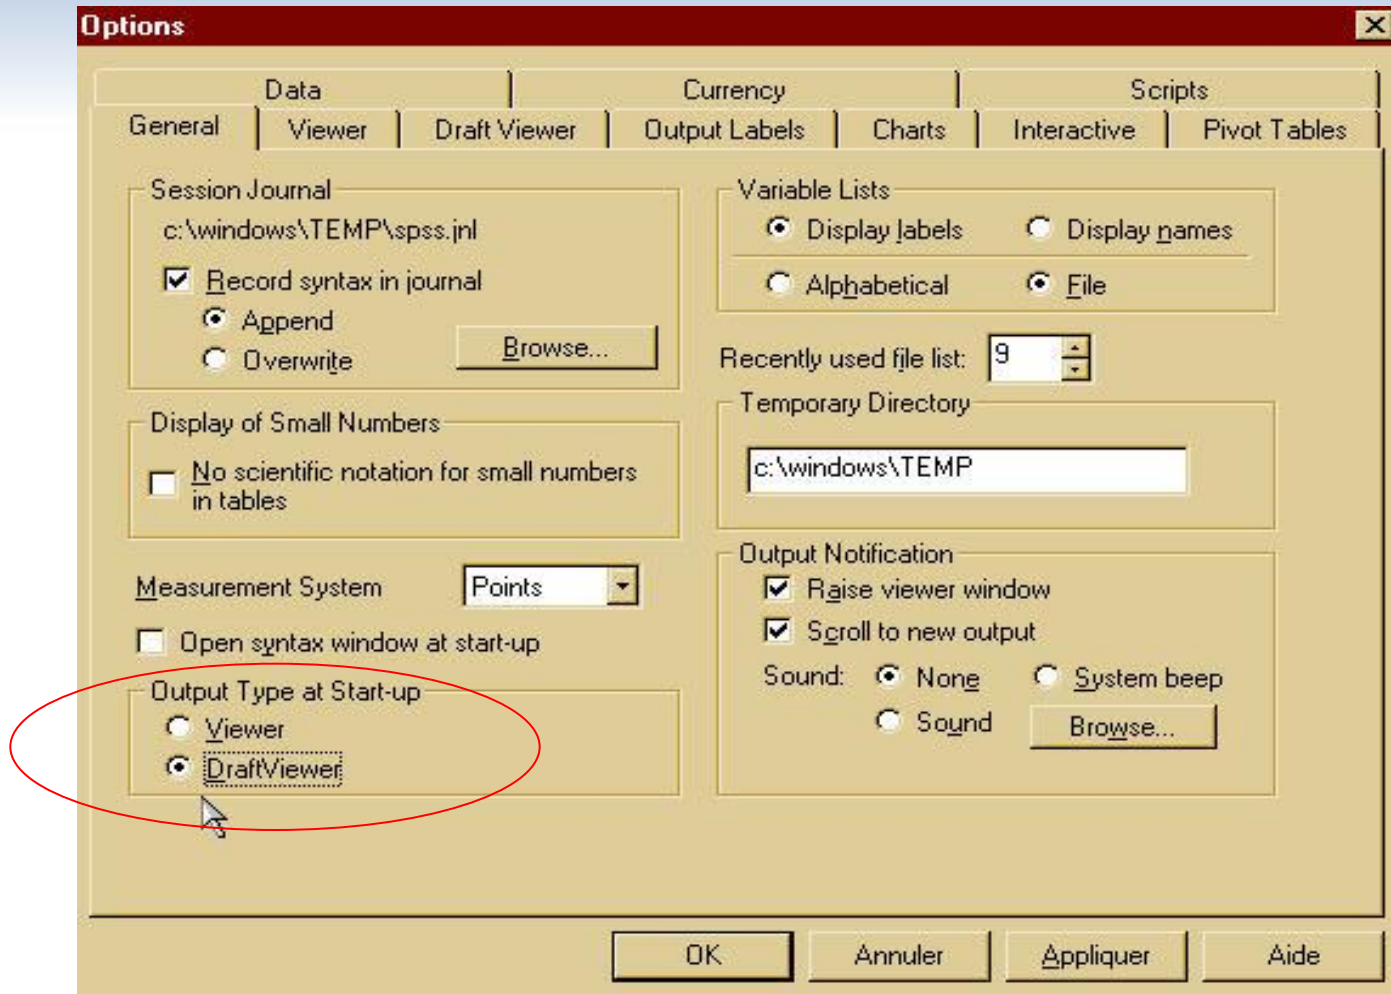 Options
Data Currency Scripts
General Viewer Draft Viewer Output Labels Charts Interactive Pivot Tables
Session Journal
c:\windows\TEMP\spss.jnl
Record syntax in journal
Append
Overwrite
Browse...
Display of Small Numbers
No scientific notation for small numbers
in tables
Measurement System Points
Open syntax window at start-up
Output Type at Start-up
Viewer
DraftViewer
Variable Lists
Display labels Display names
Alphabetical File
Recently used file list: 9
Temporary Directory
c:\windows\TEMP
Output Notification
Raise viewer window
Scroll to new output
Sound: None System beep
Sound Browse...
OK Annuler Appliquer Aide